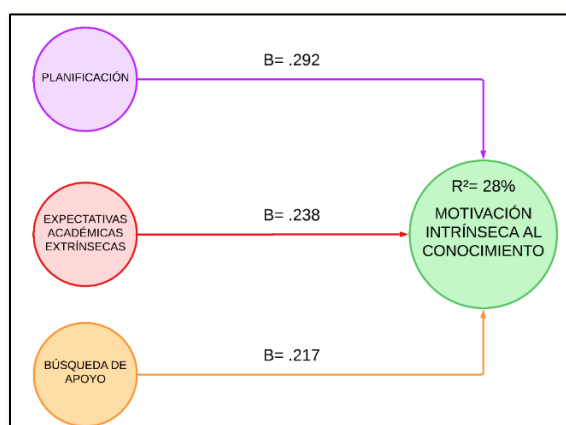 PLANIFICACIÓN
B= .292
EXPECTATIVAS
ACADÉMICAS
EXTRÍNSECAS
B= .238
R²= 28%
MOTIVACIÓN
INTRÍNSECA AL
CONOCIMIENTO
BÚSQUEDA DE
APOYO
B= .217